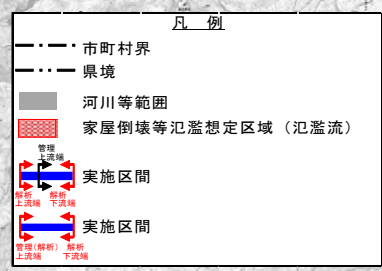 凡 例
市町村界
県境
河川等範囲
家屋倒壊等氾濫想定区域（氾濫流）
管理
上流端
実施区間
解析 解析
上流端 下流端
実施区間
管理(解析) 解析
上流端 下流端